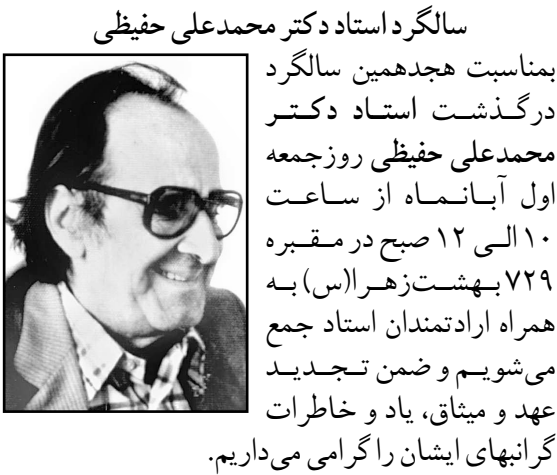 سالگرد استاد دکتر محمدعلی حفیظی
بمناسبت هجدهمین سالگرد
درگذشت استاد دکتر
محمدعلی حفیظی روزجمعه
اول آبانماه از ساعت
۱۰ الی ۱۲ صبح در مقبره
۷۲۹ بهشت‌زهرا(س) به
همراه ارادتمندان استاد جمع
می‌شویم و ضمن تجدید
عهد و میثاق، یاد و خاطرات
گرانبهای ایشان را گرامی می‌داریم.